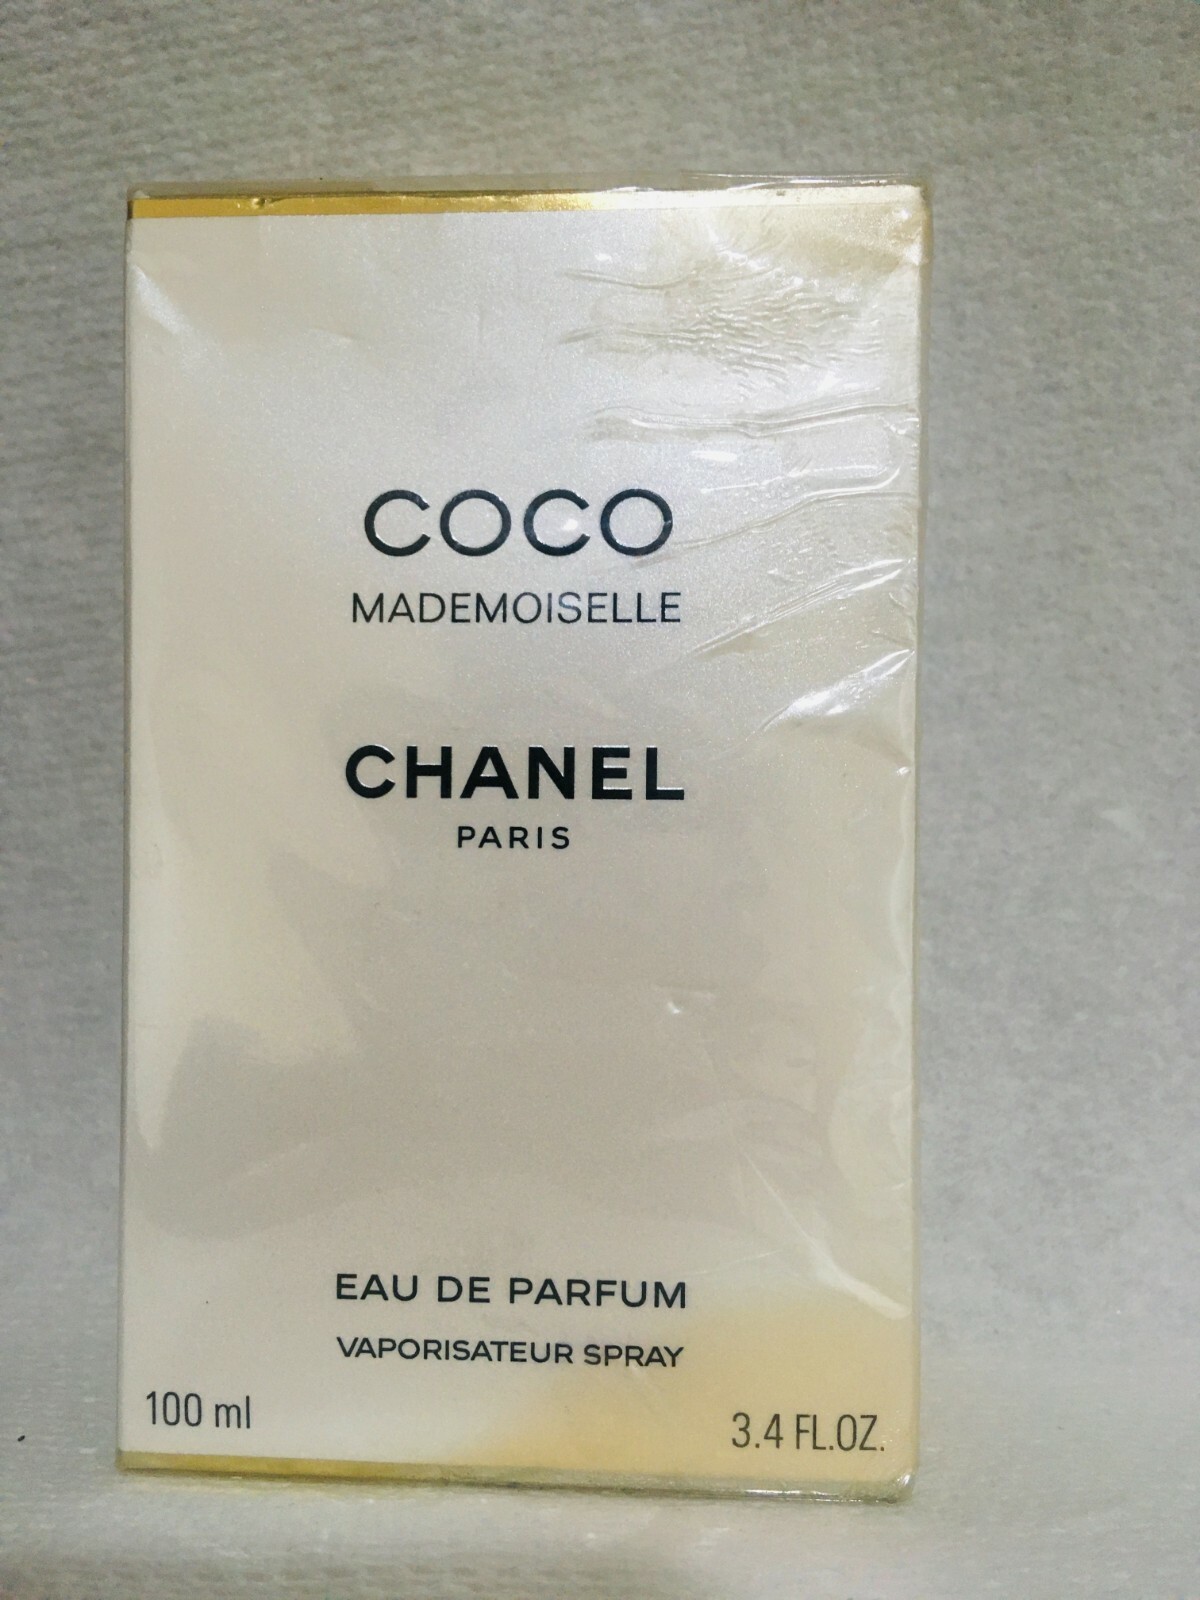 COCO
MADEMOISELLE
CHANEL
PARIS
EAU DE PARFUM
VAPORISATEUR SPRAY
100 ml 3.4 FL.OZ.